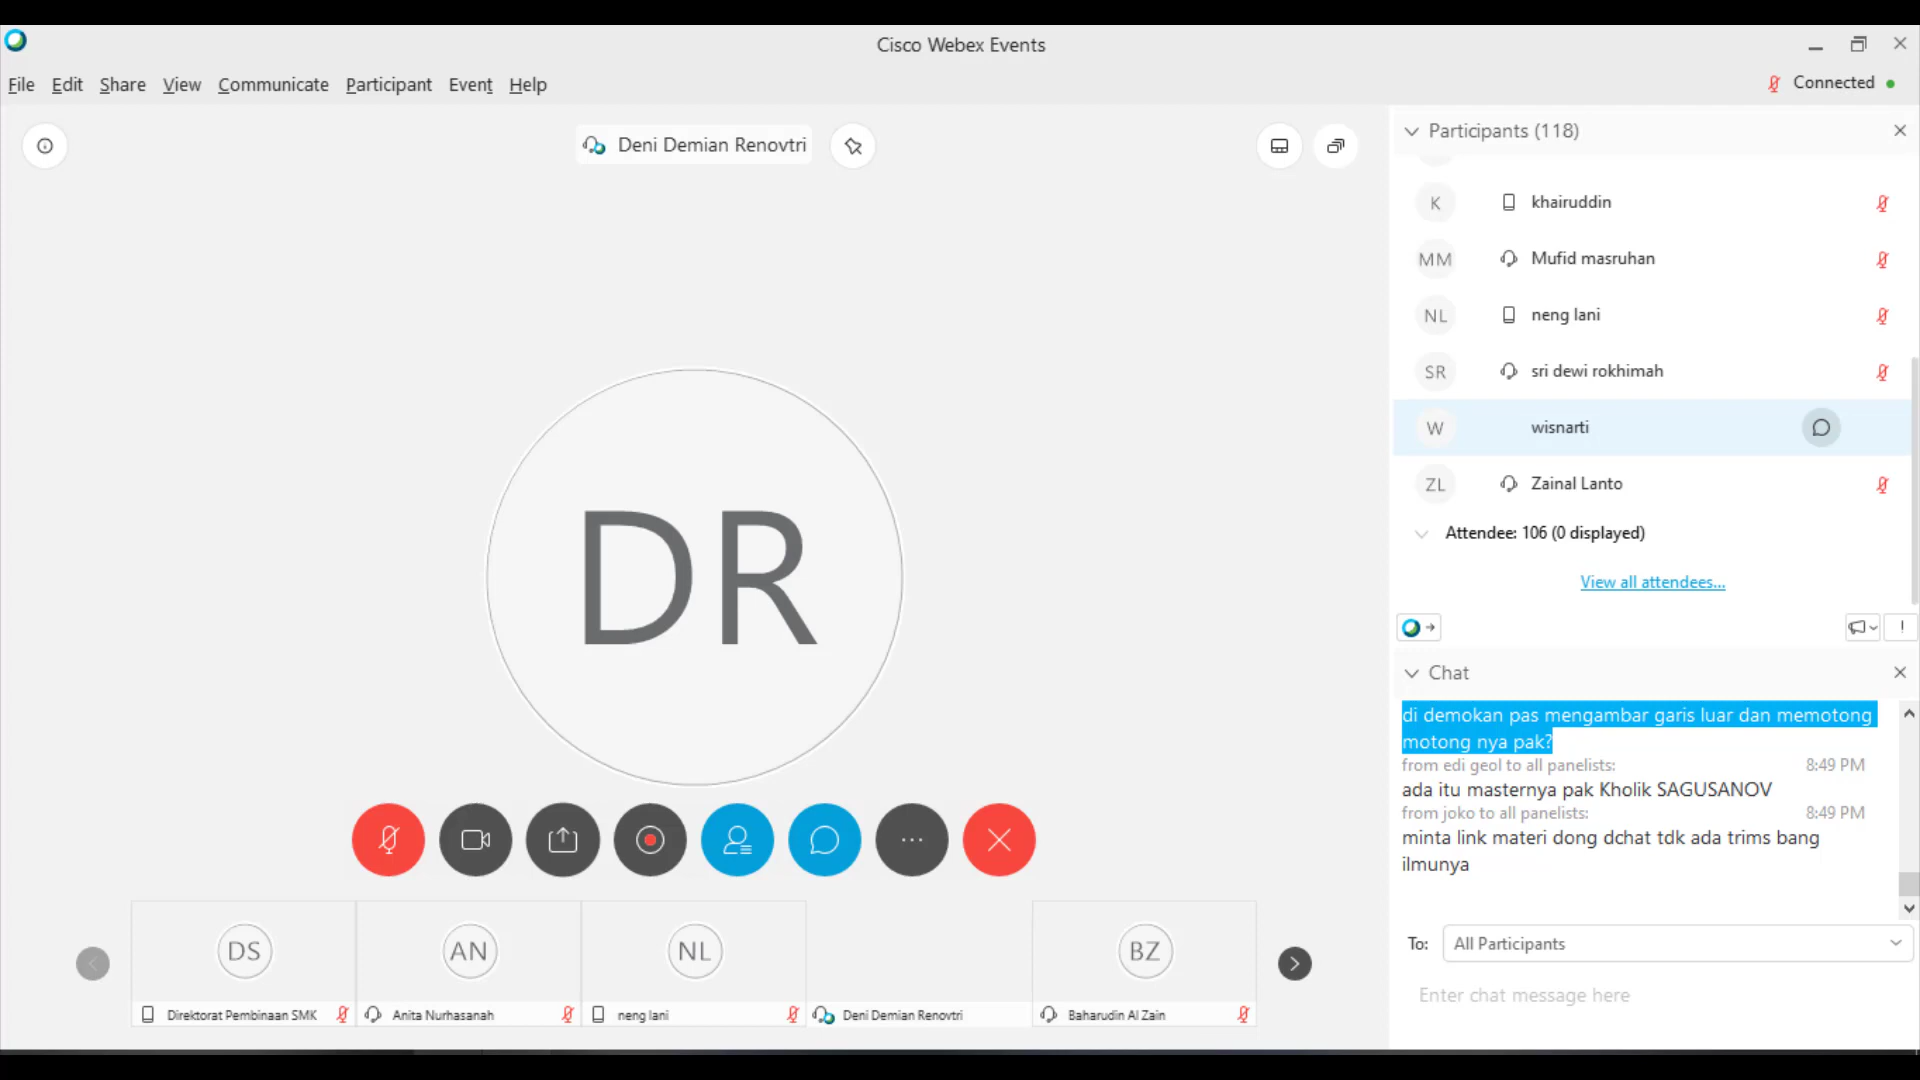 Cisco Webex Events
File Edit Share View Communicate Participant Event Help
Connected
Deni Demian Renovtri
DR
Participants (118)
K khairuddin
MM Mufid masruhan
NL neng lani
SR sri dewi rokhimah
W wisnarti
ZL Zainal Lanto
Attendee: 106 (0 displayed)
View all attendees...
Chat
di demokan pas mengambar garis luar dan memotong
motong nya pak?
from edi geol to all panelists: 8:49 PM
ada itu masternya pak Kholik SAGUSANOV
from joko to all panelists: 8:49 PM
minta link materi dong dchat tdk ada trims bang
ilmunya
To: All Participants
Enter chat message here
DS
Direktorat Pembinaan SMK
AN
Anita Nurhasanah
NL
neng lani
Deni Demian Renovtri
BZ
Baharudin Al Zain